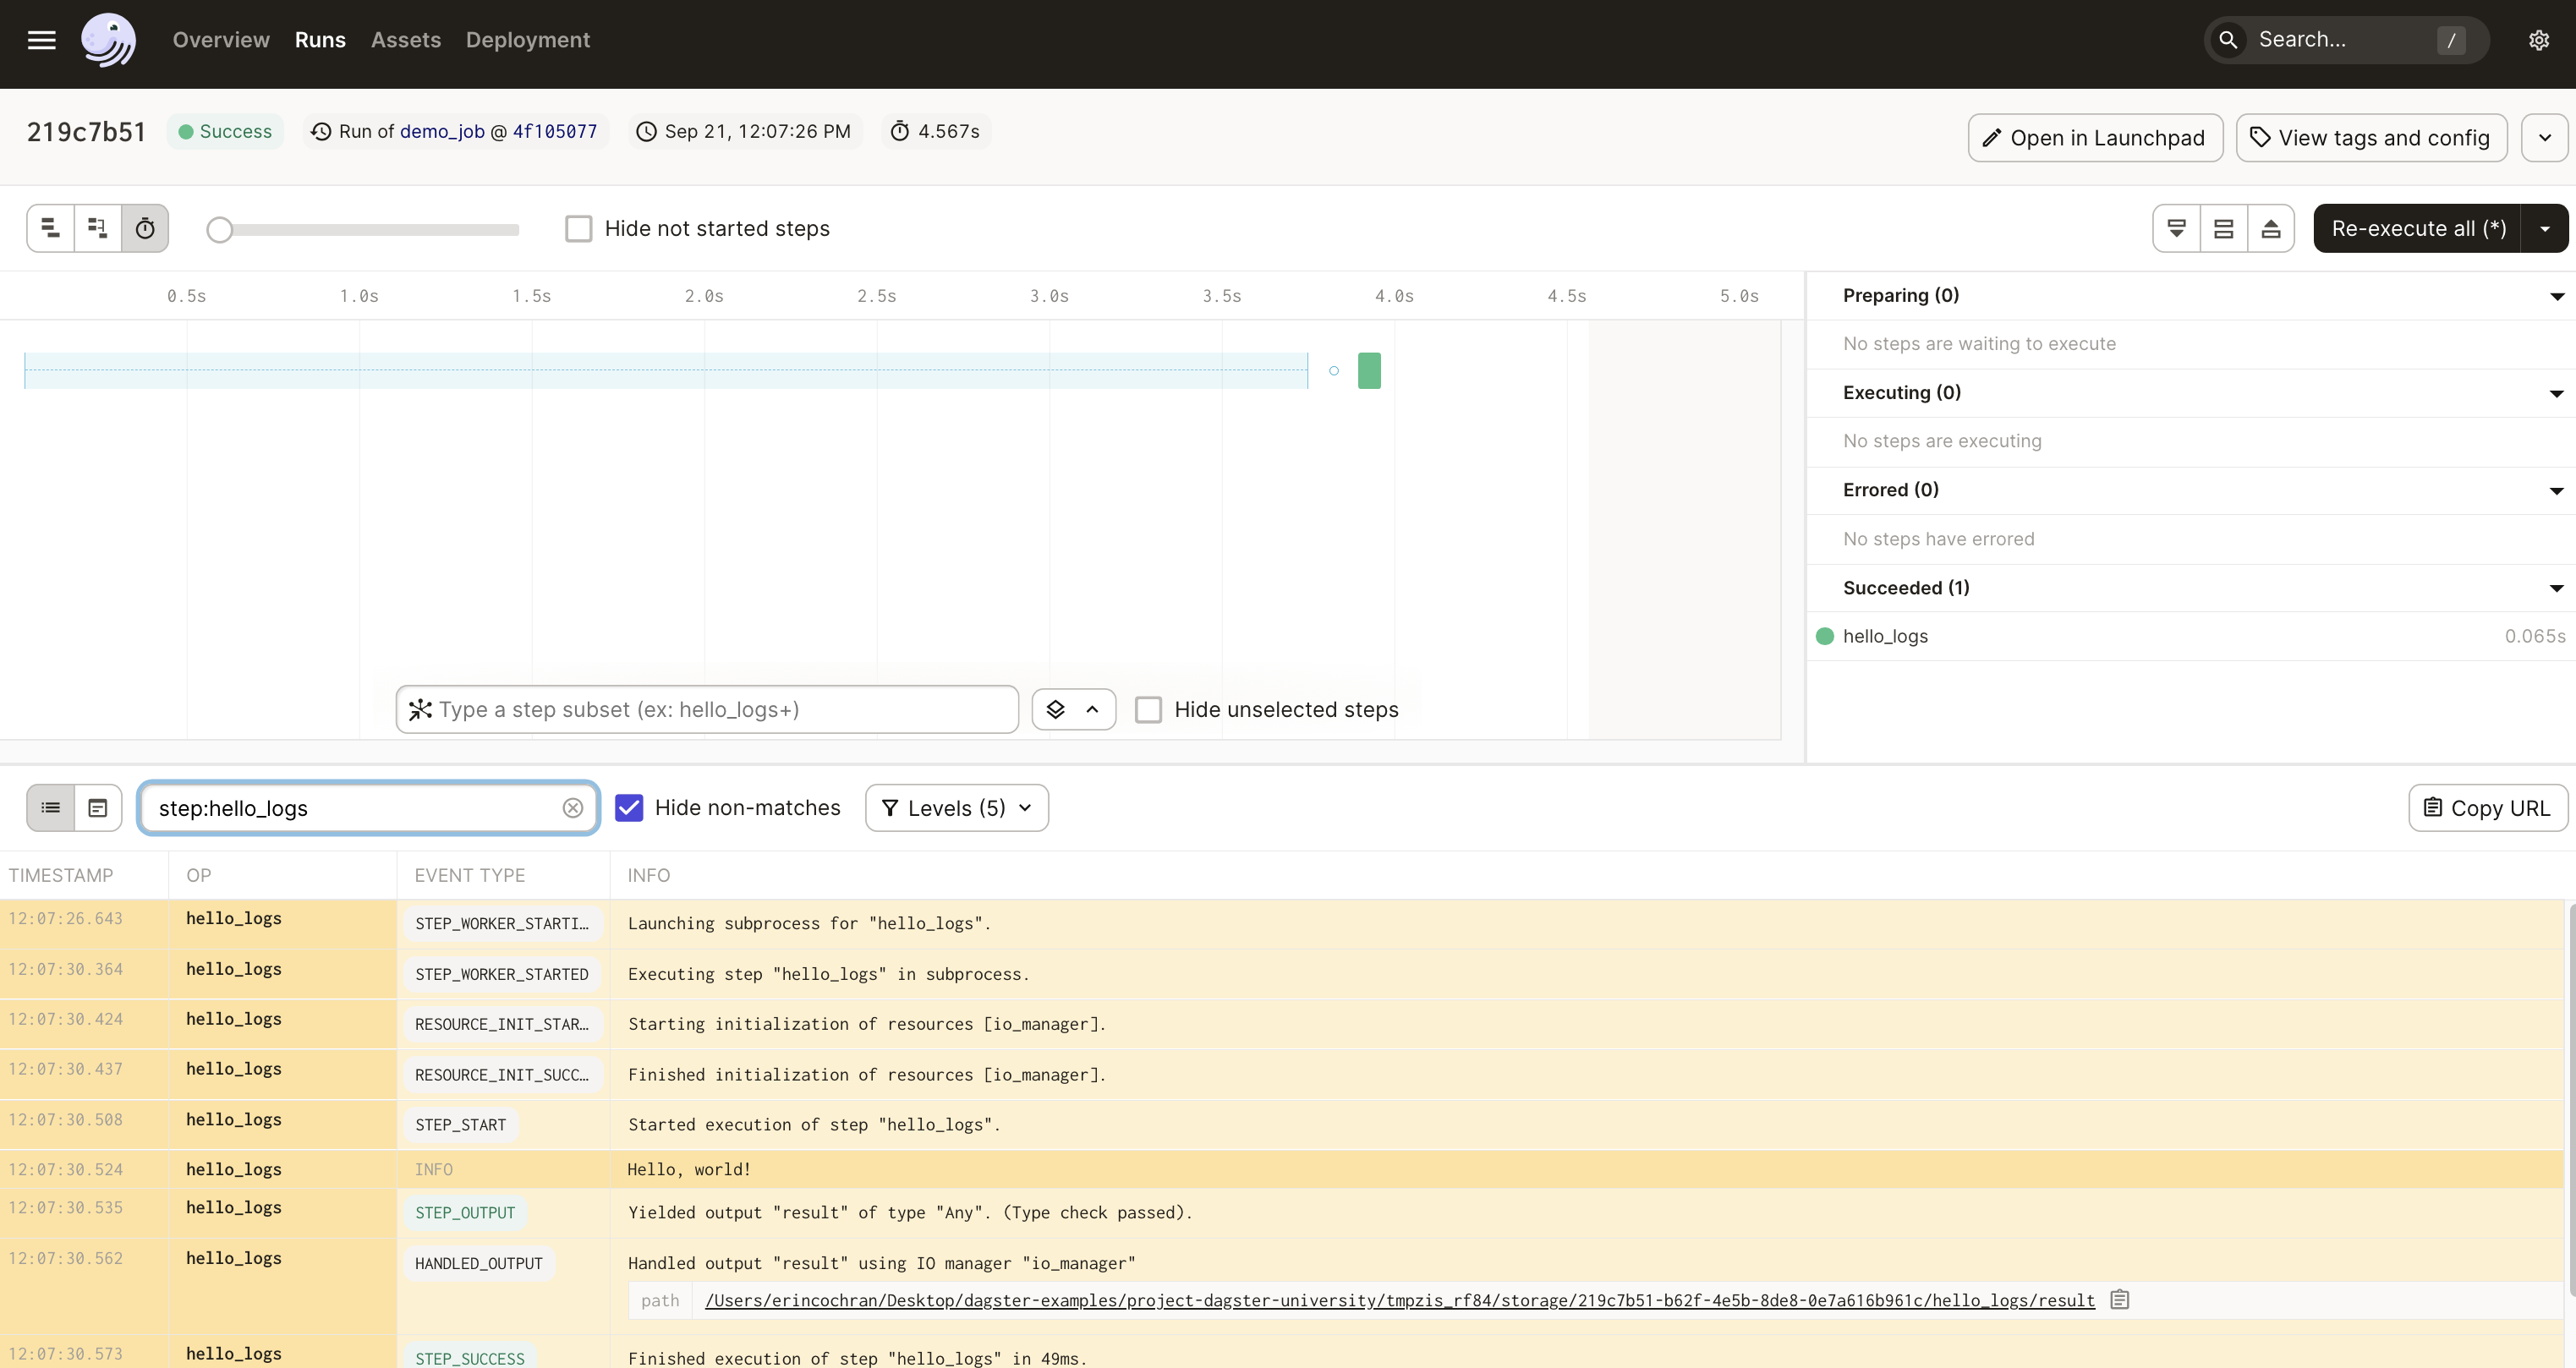 Overview Runs Assets Deployment Search... /
219c7b51 Success Run of demo_job @ 4f105077 Sep 21, 12:07:26 PM 4.567s Open in Launchpad View tags and config
Hide not started steps Re-execute all (*)
0.5s 1.0s 1.5s 2.0s 2.5s 3.0s 3.5s 4.0s 4.5s 5.0s
Preparing (0)
No steps are waiting to execute
Executing (0)
No steps are executing
Errored (0)
No steps have errored
Succeeded (1)
hello_logs 0.065s
Type a step subset (ex: hello_logs+) Hide unselected steps
step:hello_logs Hide non-matches Levels (5) Copy URL
TIMESTAMP OP EVENT TYPE INFO
12:07:26.643 hello_logs STEP_WORKER_STARTI… Launching subprocess for "hello_logs".
12:07:30.364 hello_logs STEP_WORKER_STARTED Executing step "hello_logs" in subprocess.
12:07:30.424 hello_logs RESOURCE_INIT_STAR… Starting initialization of resources [io_manager].
12:07:30.437 hello_logs RESOURCE_INIT_SUCC… Finished initialization of resources [io_manager].
12:07:30.508 hello_logs STEP_START Started execution of step "hello_logs".
12:07:30.524 hello_logs INFO Hello, world!
12:07:30.535 hello_logs STEP_OUTPUT Yielded output "result" of type "Any". (Type check passed).
12:07:30.562 hello_logs HANDLED_OUTPUT Handled output "result" using IO manager "io_manager"
path /Users/erincochran/Desktop/dagster-examples/project-dagster-university/tmpzis_rf84/storage/219c7b51-b62f-4e5b-8de8-0e7a616b961c/hello_logs/result
12:07:30.573 hello_logs STEP_SUCCESS Finished execution of step "hello_logs" in 49ms.